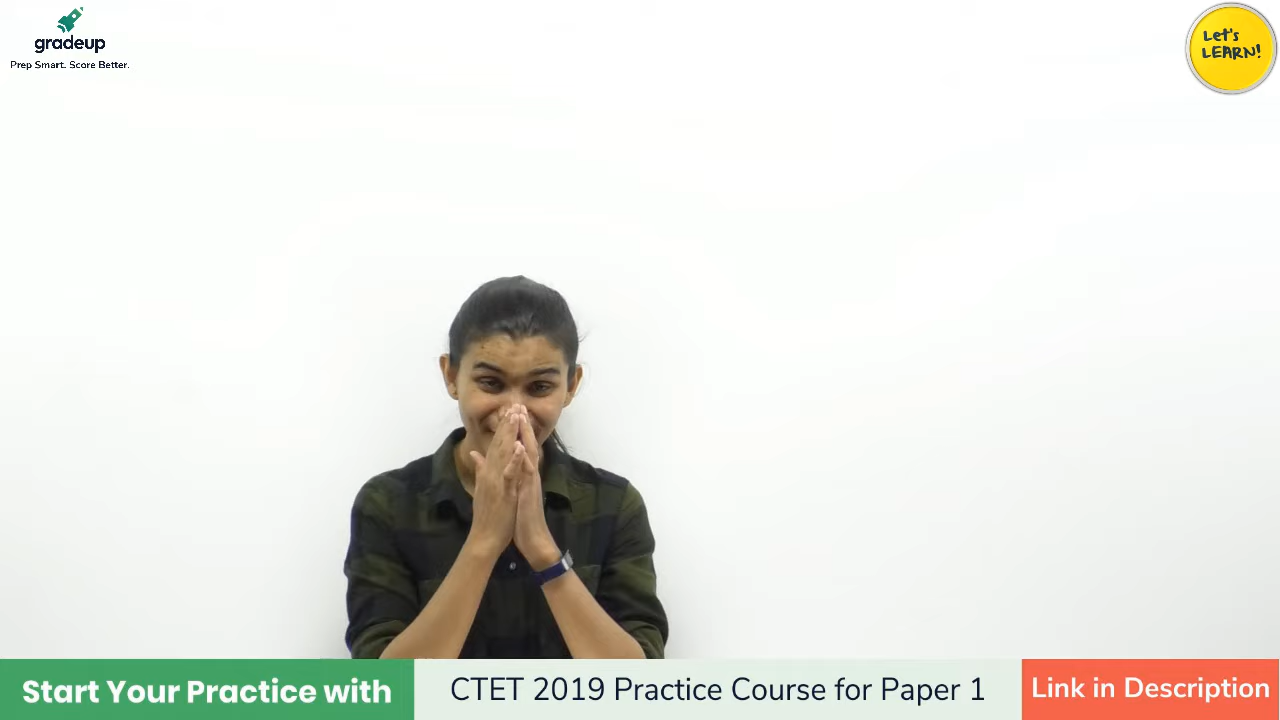 gradeup
Prep Smart. Score Better.
Let's
LEARN!
Start Your Practice with
CTET 2019 Practice Course for Paper 1
Link in Description